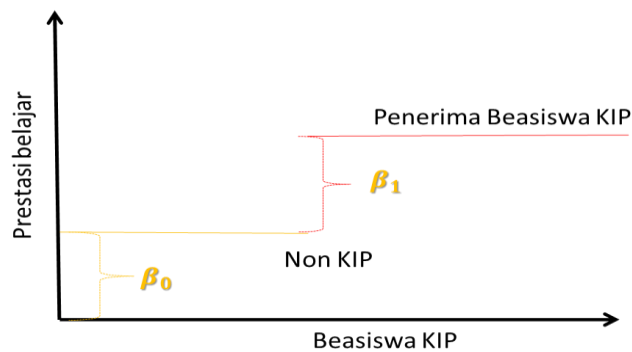 Prestasi belajar
Penerima Beasiswa KIP
β₁
Non KIP
β₀
Beasiswa KIP